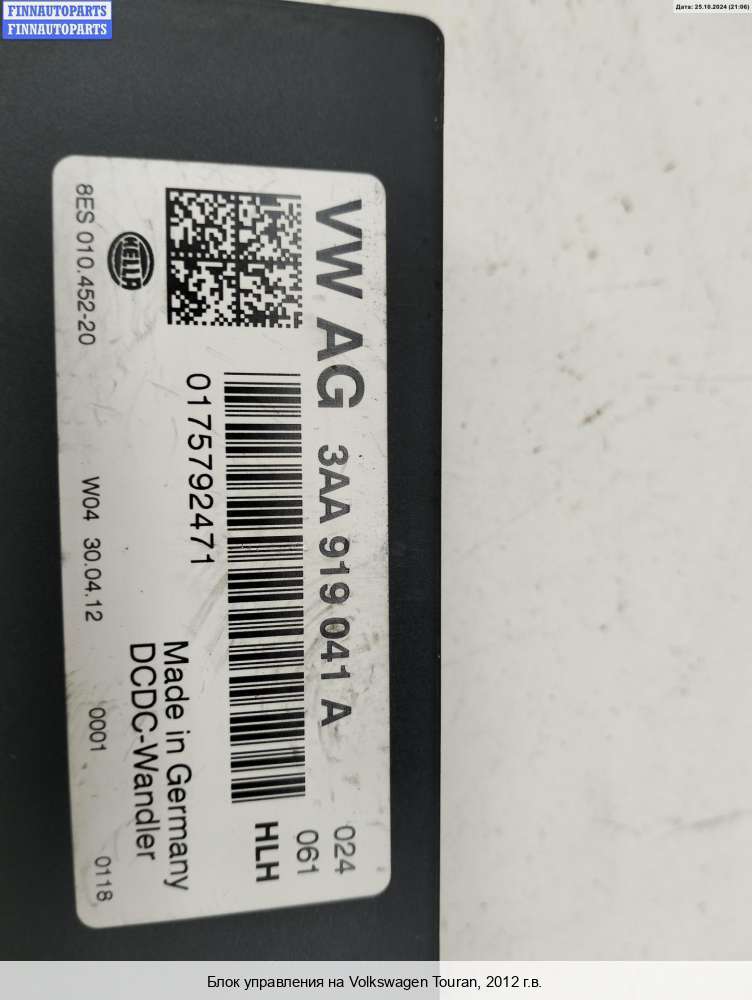 FINNAUTOPARTS
FINNAUTOPARTS
Дата: 25.10.2024 (21:06)
VW AG 3AA 919 041 A
024
061
HLH
0175792471
Made in Germany
DCDC-Wandler
HELLA
8ES 010.452-20
W04 30.04.12
0001
0118
Блок управления на Volkswagen Touran, 2012 г.в.